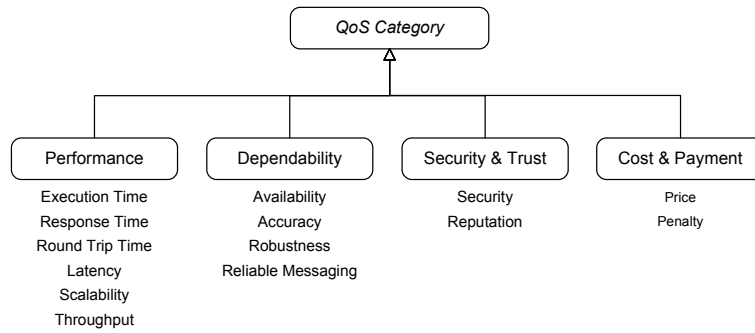 QoS Category
Performance
Execution Time
Response Time
Round Trip Time
Latency
Scalability
Throughput
Dependability
Availability
Accuracy
Robustness
Reliable Messaging
Security & Trust
Security
Reputation
Cost & Payment
Price
Penalty